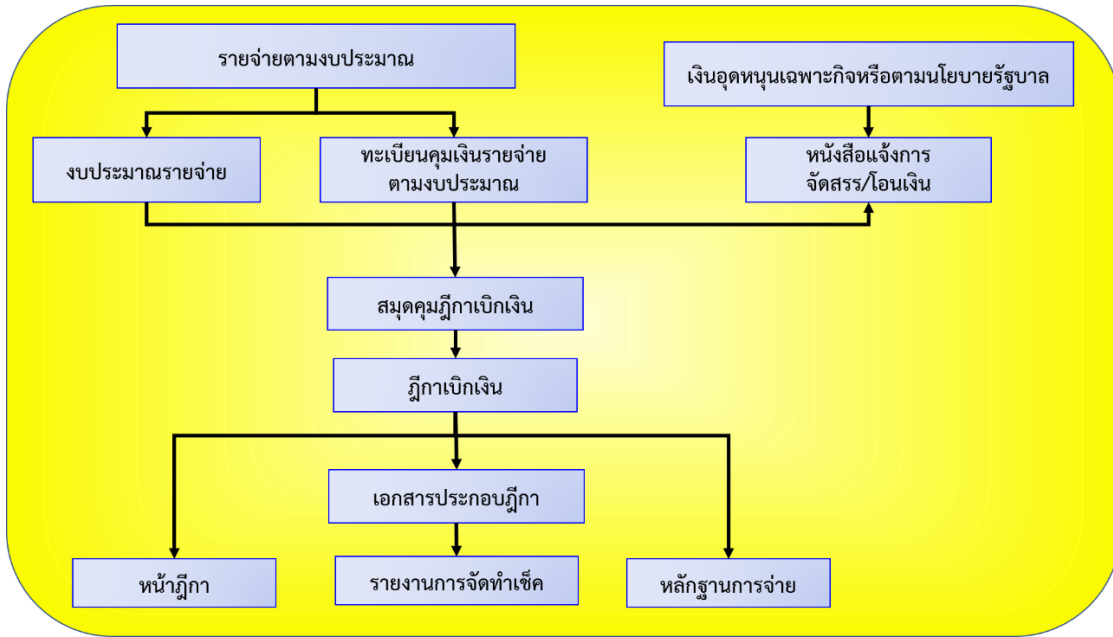 รายจ่ายตามงบประมาณ
เงินอุดหนุนเฉพาะกิจหรือตามนโยบายรัฐบาล
งบประมาณรายจ่าย
ทะเบียนคุมเงินรายจ่าย
ตามงบประมาณ
หนังสือแจ้งการ
จัดสรร/โอนเงิน
สมุดคุมฎีกาเบิกเงิน
ฎีกาเบิกเงิน
เอกสารประกอบฎีกา
หน้าฎีกา
รายงานการจัดทำเช็ค
หลักฐานการจ่าย